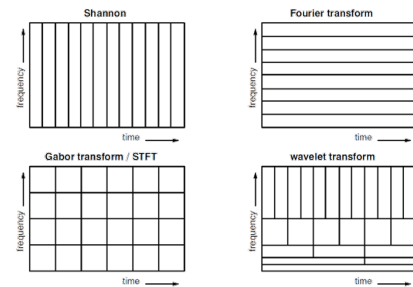 Shannon
frequency
time
Fourier transform
frequency
time
Gabor transform / STFT
frequency
time
wavelet transform
frequency
time